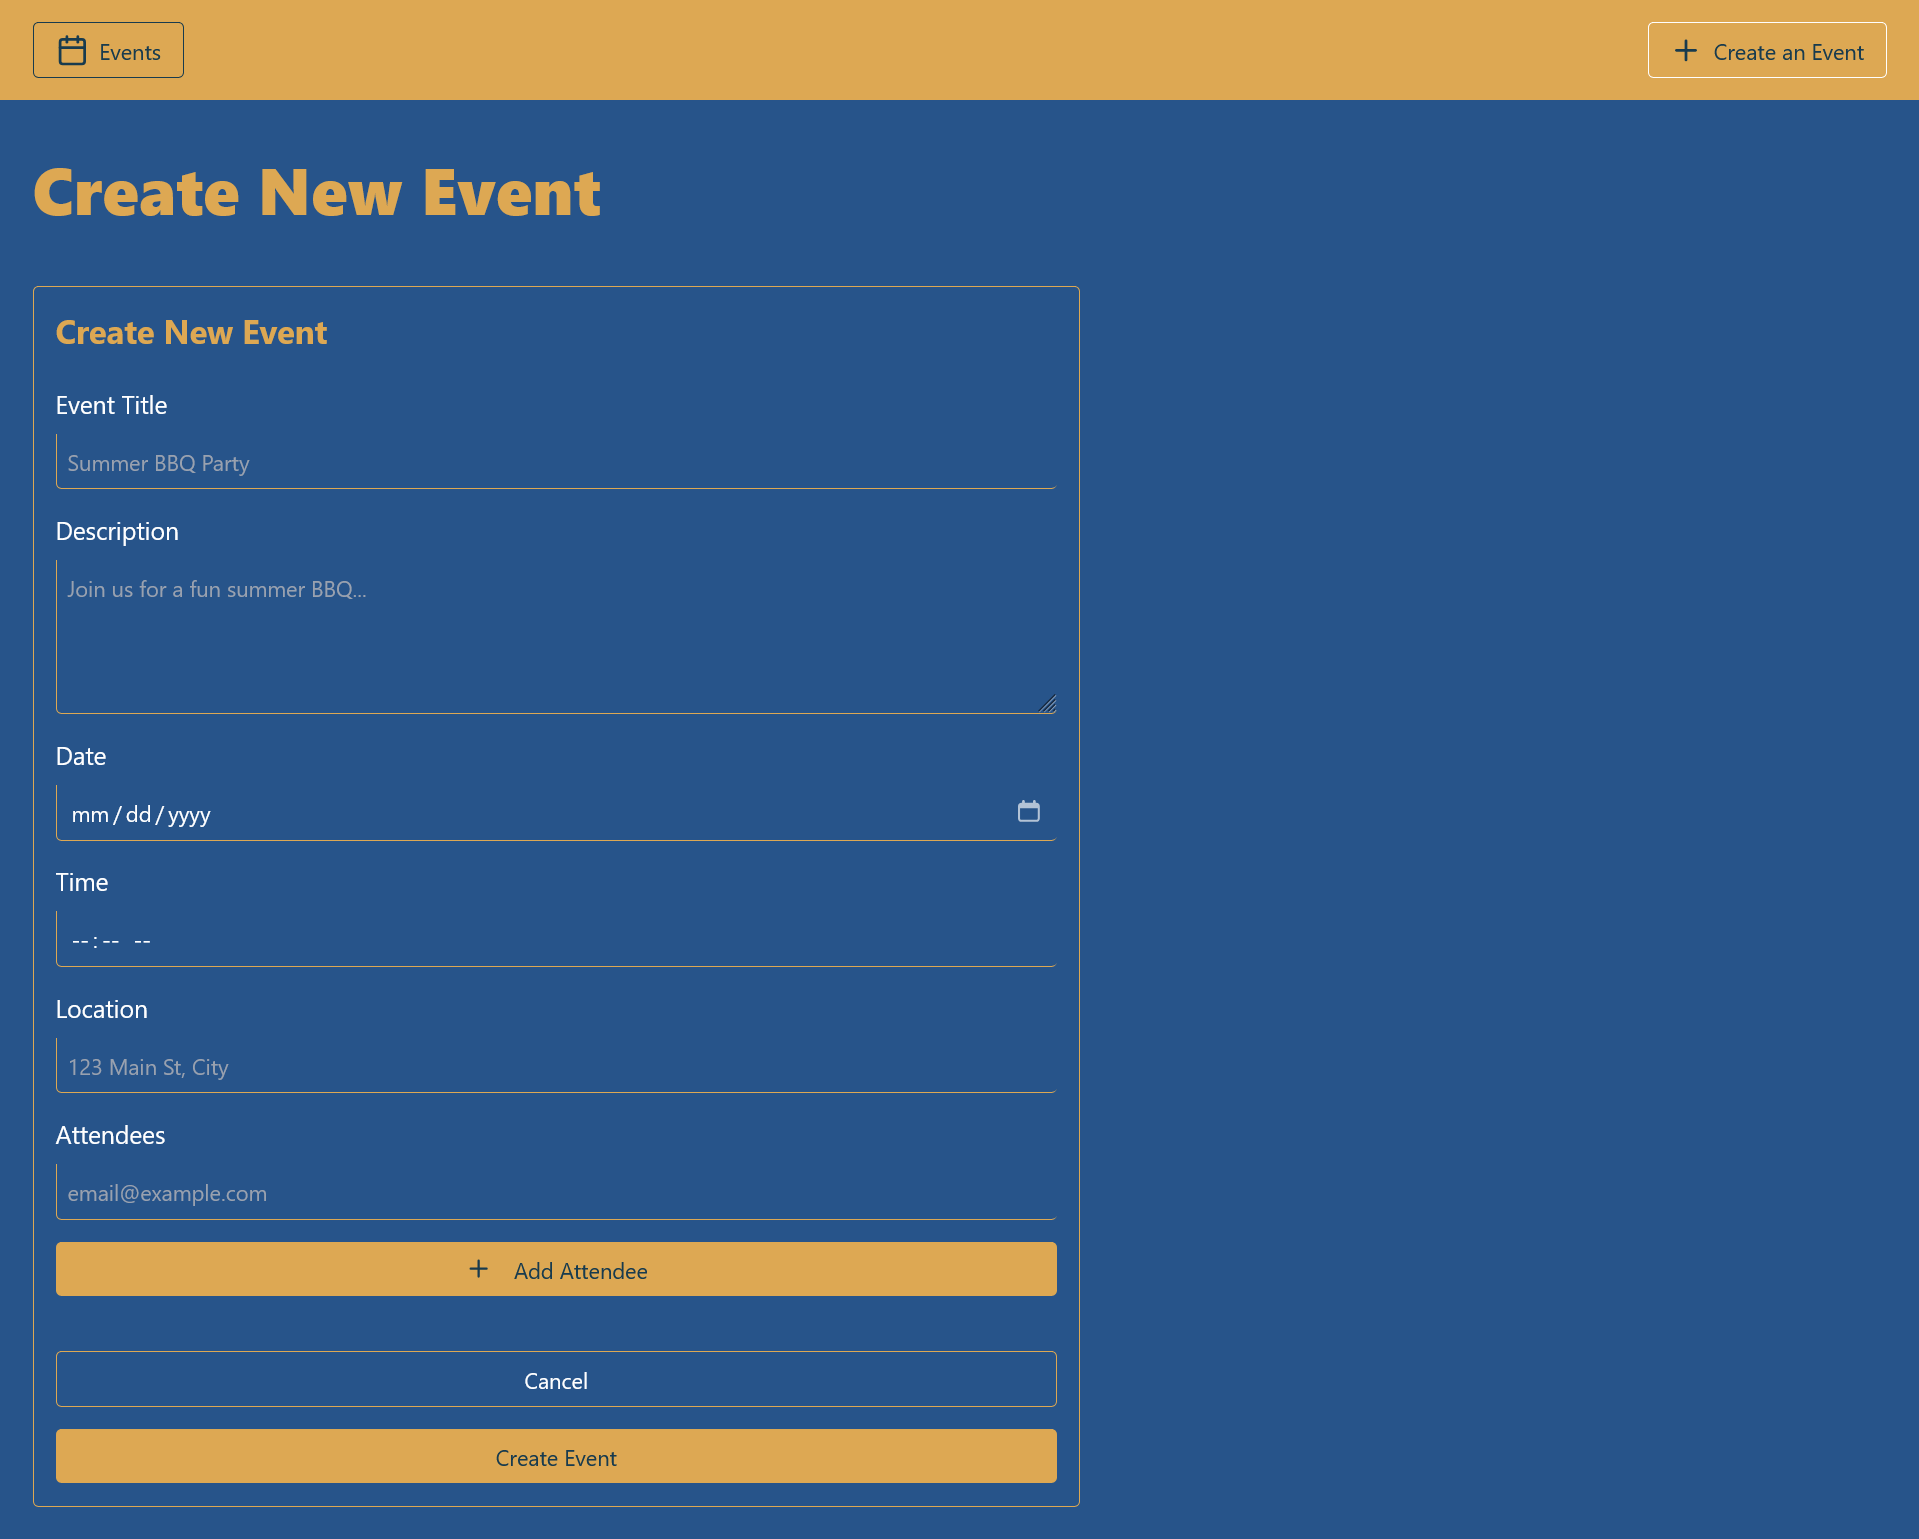 Events
Create an Event
Create New Event
Create New Event
Event Title
Summer BBQ Party
Description
Join us for a fun summer BBQ...
Date
mm/dd/yyyy
Time
--:-- --
Location
123 Main St, City
Attendees
email@example.com
Add Attendee
Cancel
Create Event